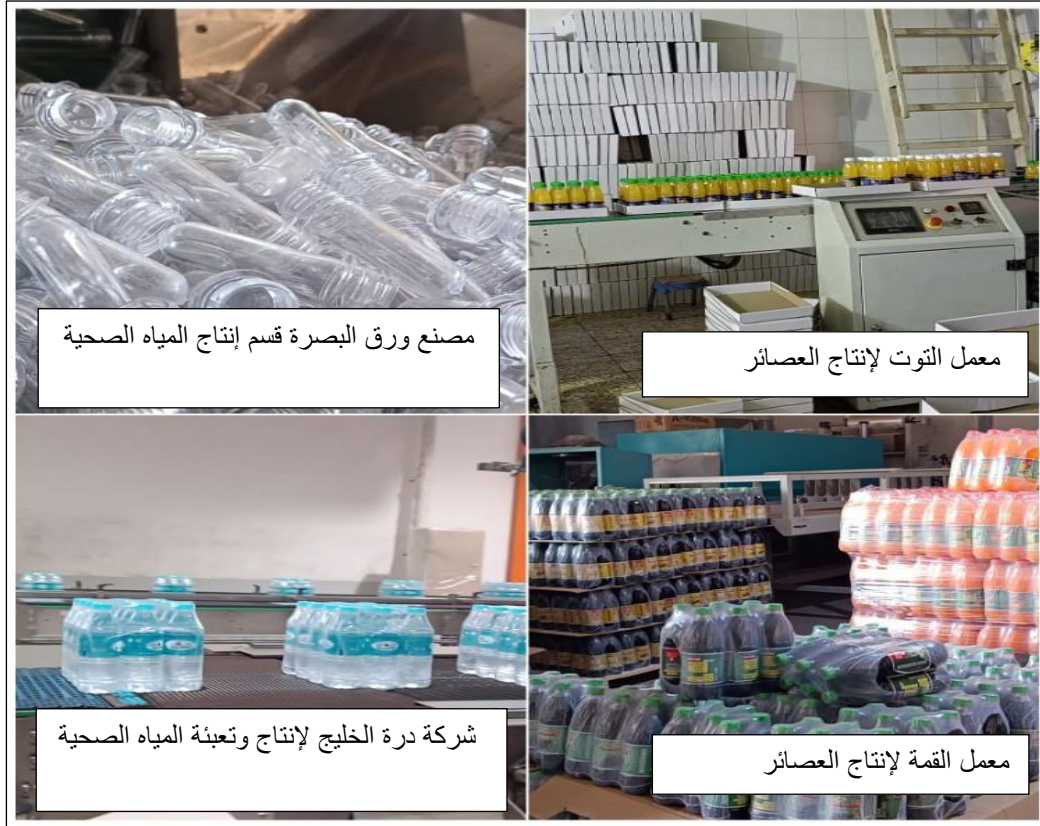 معمل التوت لإنتاج العصائر
مصنع ورق البصرة قسم إنتاج المياه الصحية
معمل القمة لإنتاج العصائر
شركة درة الخليج لإنتاج وتعبئة المياه الصحية